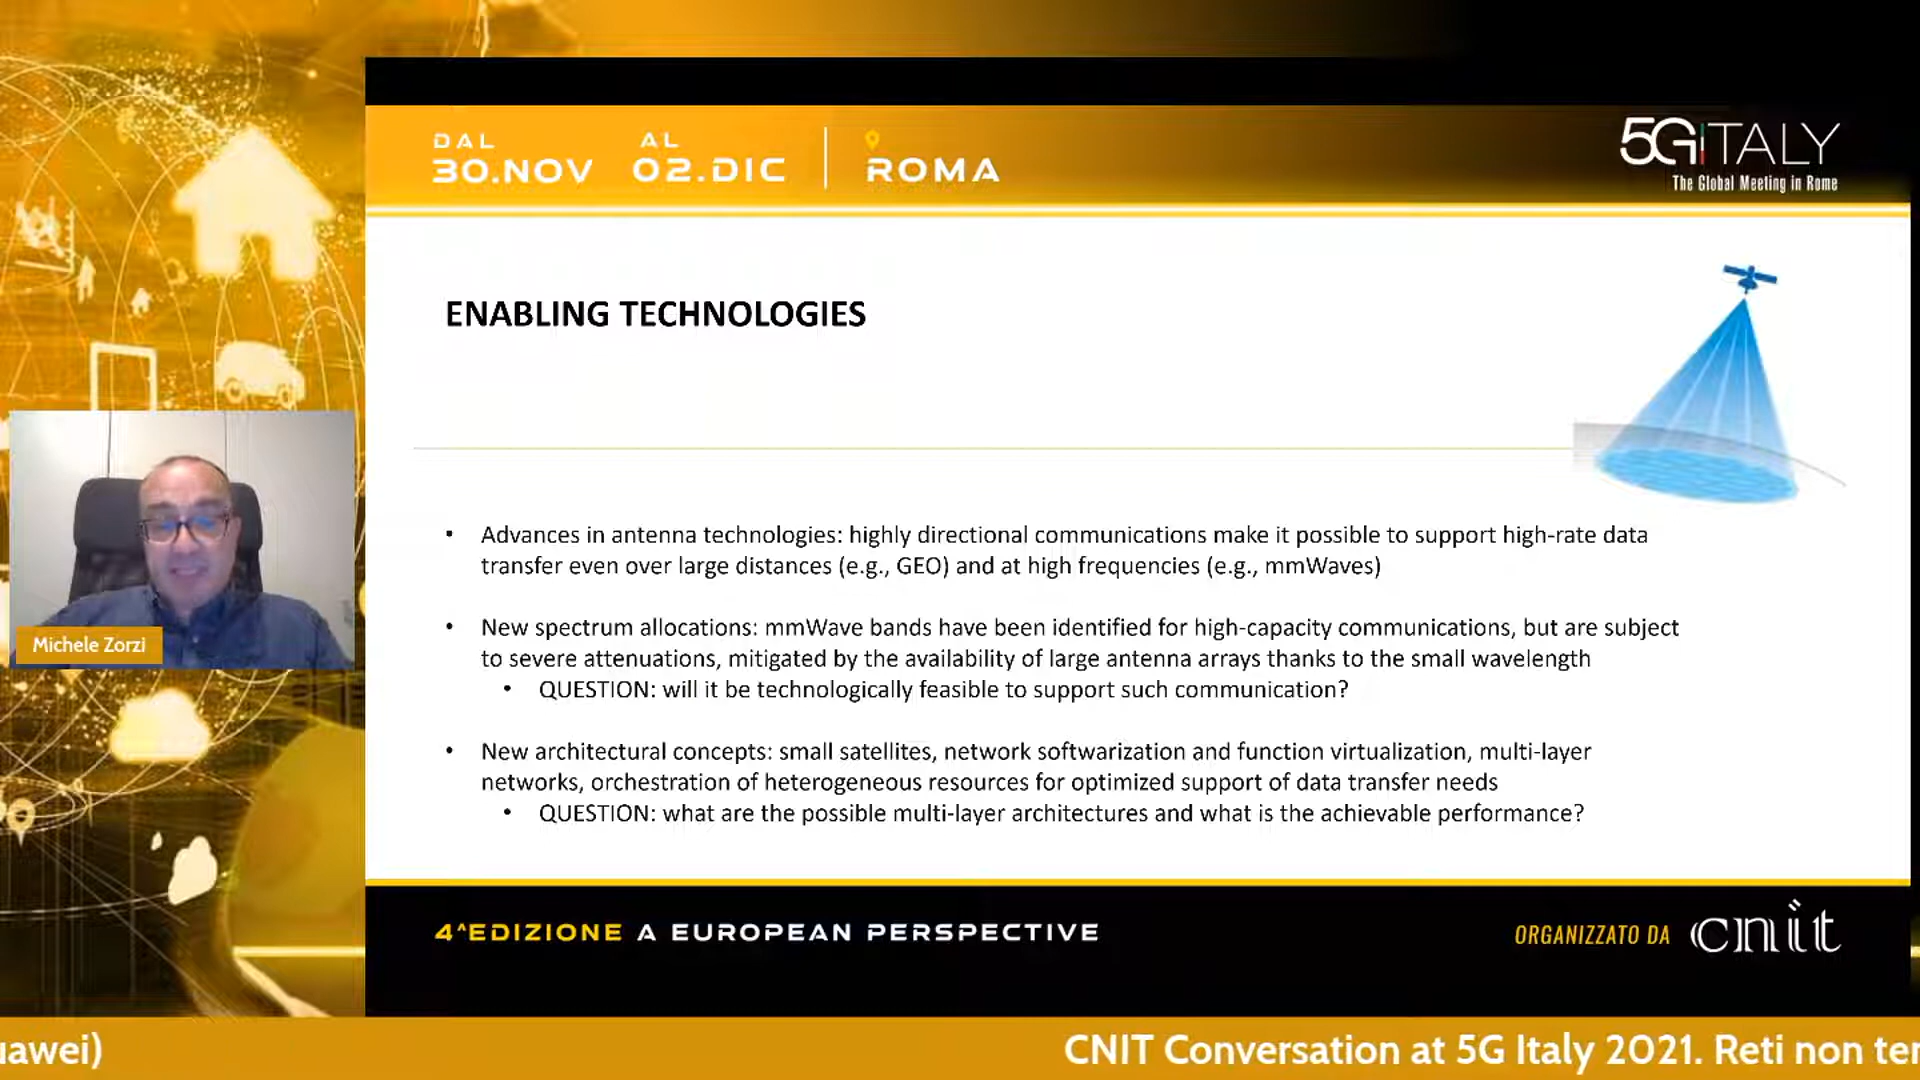 DAL AL
30.NOV 02.DIC ROMA
5GITALY
The Global Meeting in Rome
ENABLING TECHNOLOGIES
• Advances in antenna technologies: highly directional communications make it possible to support high-rate data
transfer even over large distances (e.g., GEO) and at high frequencies (e.g., mmWaves)
• New spectrum allocations: mmWave bands have been identified for high-capacity communications, but are subject
to severe attenuations, mitigated by the availability of large antenna arrays thanks to the small wavelength
• QUESTION: will it be technologically feasible to support such communication?
• New architectural concepts: small satellites, network softwarization and function virtualization, multi-layer
networks, orchestration of heterogeneous resources for optimized support of data transfer needs
• QUESTION: what are the possible multi-layer architectures and what is the achievable performance?
Michele Zorzi
4^EDIZIONE A EUROPEAN PERSPECTIVE
ORGANIZZATO DA cnit
CNIT Conversation at 5G Italy 2021. Reti non